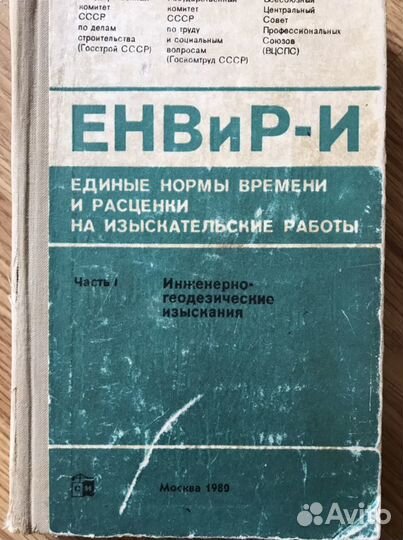 комитет
СССР
по делам
строительства
(Госстрой СССР)
комитет
СССР
по труду
и социальным
вопросам
(Госкомтруд СССР)
Центральный
Совет
Профессиональных
Союзов
(ВЦСПС)
ЕНВиР-И
ЕДИНЫЕ НОРМЫ ВРЕМЕНИ
И РАСЦЕНКИ
НА ИЗЫСКАТЕЛЬСКИЕ РАБОТЫ
Часть I
Инженерно-
геодезические
изыскания
Москва 1980
Avito